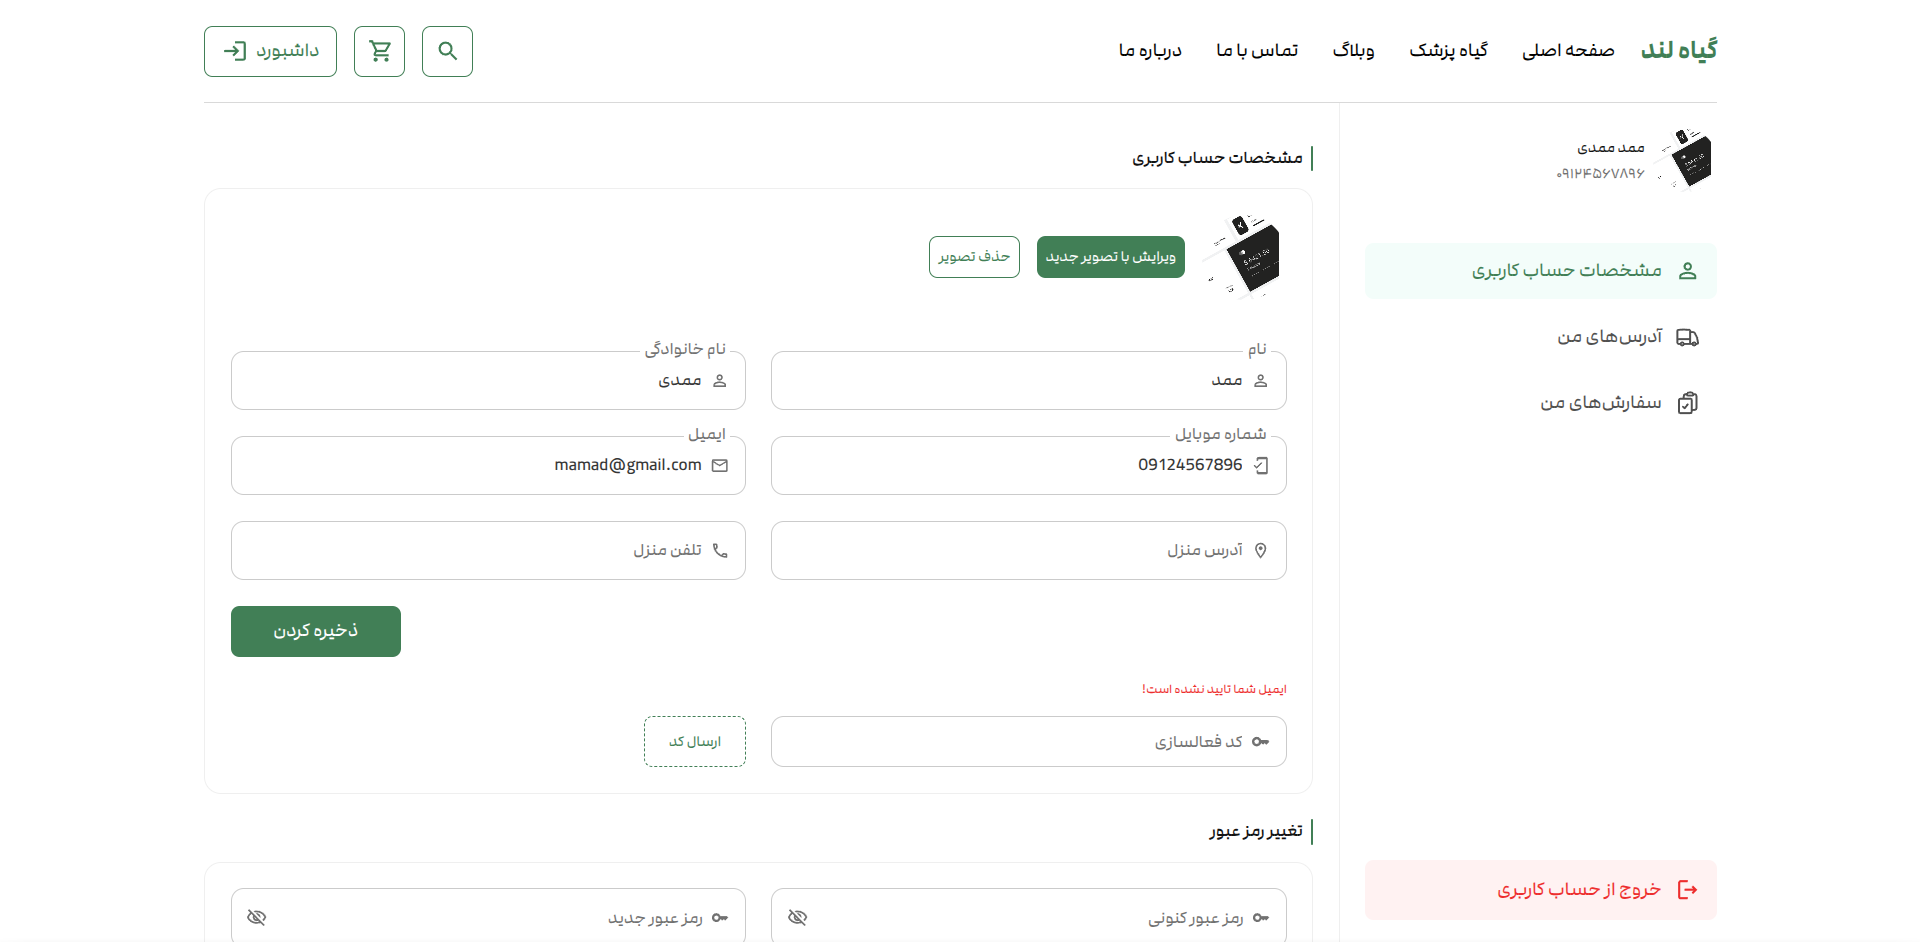 گیاه لند
صفحه اصلی
گیاه پزشک
وبلاگ
تماس با ما
درباره ما
داشبورد
ممد ممدی
۰۹۱۲۴۵۶۷۸۹۶
مشخصات حساب کاربری
آدرس‌های من
سفارش‌های من
خروج از حساب کاربری
مشخصات حساب کاربری
ویرایش با تصویر جدید
حذف تصویر
نام
ممد
نام خانوادگی
ممدی
شماره موبایل
09124567896
ایمیل
mamad@gmail.com
آدرس منزل
تلفن منزل
ذخیره کردن
ایمیل شما تایید نشده است!
کد فعالسازی
ارسال کد
تغییر رمز عبور
رمز عبور کنونی
رمز عبور جدید